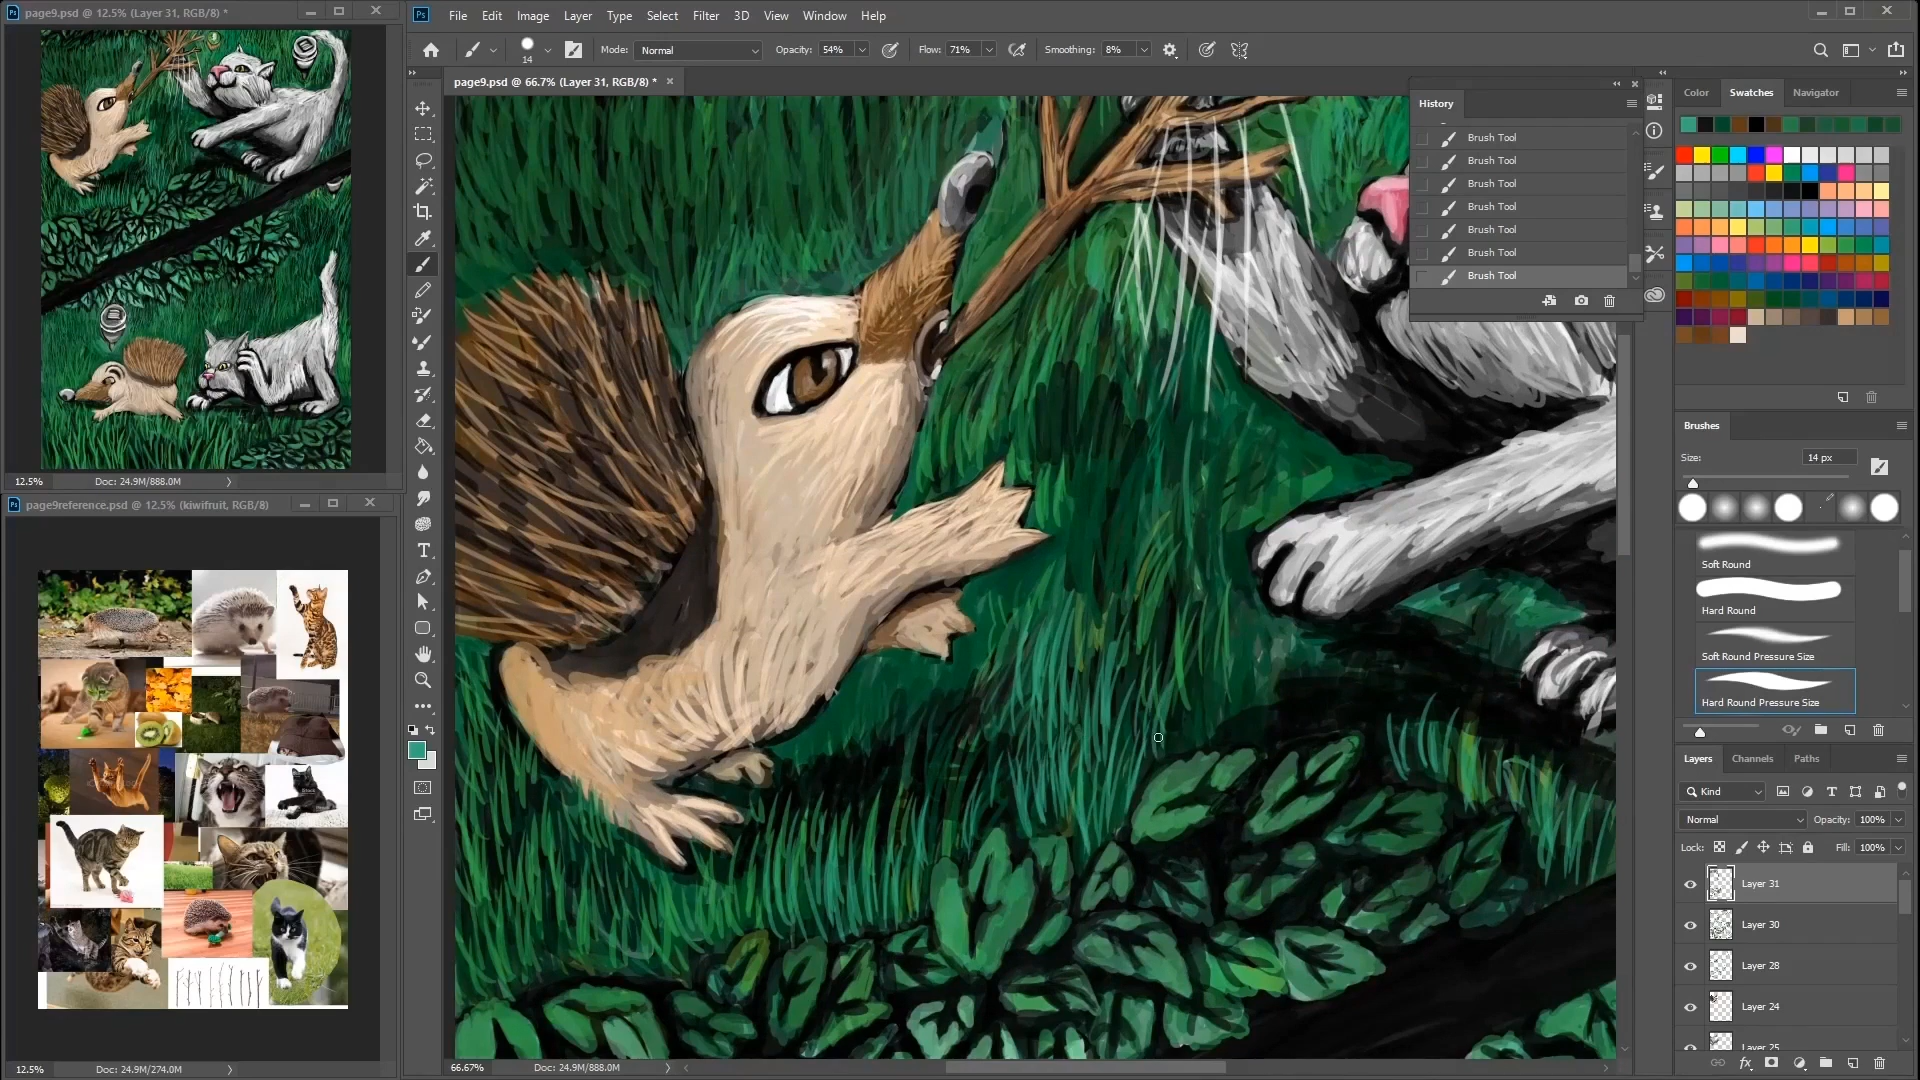 page9.psd @ 12.5% (Layer 31, RGB/8) *
12.5%
Doc: 24.9M/888.0M
page9reference.psd @ 12.5% (kiwifruit, RGB/8)
12.5%
Doc: 24.9M/274.0M
Ps
File Edit Image Layer Type Select Filter 3D View Window Help
14
Mode: Normal
Opacity: 54%
Flow: 71%
Smoothing: 8%
page9.psd @ 66.7% (Layer 31, RGB/8) *
History
Brush Tool
Brush Tool
Brush Tool
Brush Tool
Brush Tool
Brush Tool
Brush Tool
66.67%
Doc: 24.9M/888.0M
Color Swatches Navigator
Brushes
Size:
14 px
Soft Round
Hard Round
Soft Round Pressure Size
Hard Round Pressure Size
Layers Channels Paths
Kind
Normal
Opacity: 100%
Lock:
Fill: 100%
Layer 31
Layer 30
Layer 28
Layer 24
Layer 25